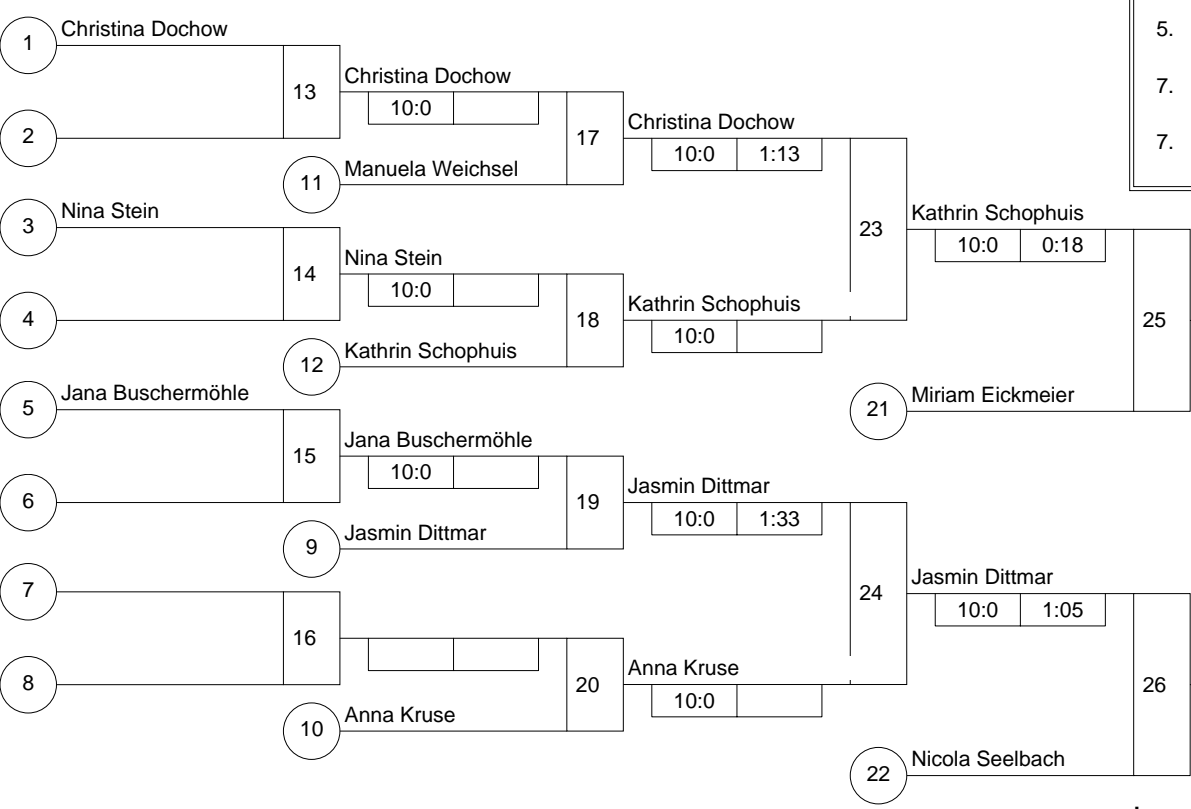 5.
1 Christina Dochow
13 Christina Dochow
10:0
7.
2
17 Christina Dochow
10:0 1:13
7.
11 Manuela Weichsel
3 Nina Stein
23 Kathrin Schophuis
10:0 0:18
14 Nina Stein
10:0
4
18 Kathrin Schophuis
10:0
25
12 Kathrin Schophuis
5 Jana Buschermöhle
21 Miriam Eickmeier
15 Jana Buschermöhle
10:0
6
19 Jasmin Dittmar
10:0 1:33
9 Jasmin Dittmar
7
24 Jasmin Dittmar
10:0 1:05
16
8
20 Anna Kruse
10:0
26
10 Anna Kruse
22 Nicola Seelbach